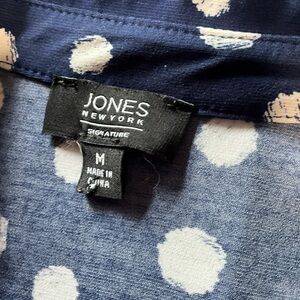 JONES
NEW YORK
SIGNATURE
M
MADE IN
CHINA